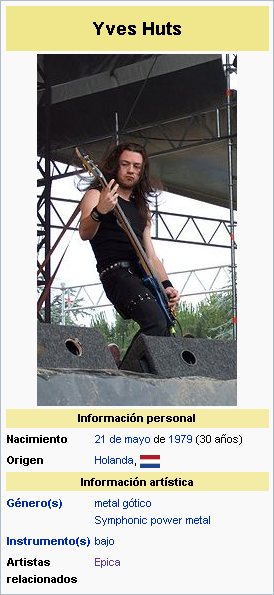 Yves Huts
Información personal
Nacimiento 21 de mayo de 1979 (30 años)
Origen Holanda,
Información artística
Género(s) metal gótico
Symphonic power metal
Instrumento(s) bajo
Artistas Epica
relacionados